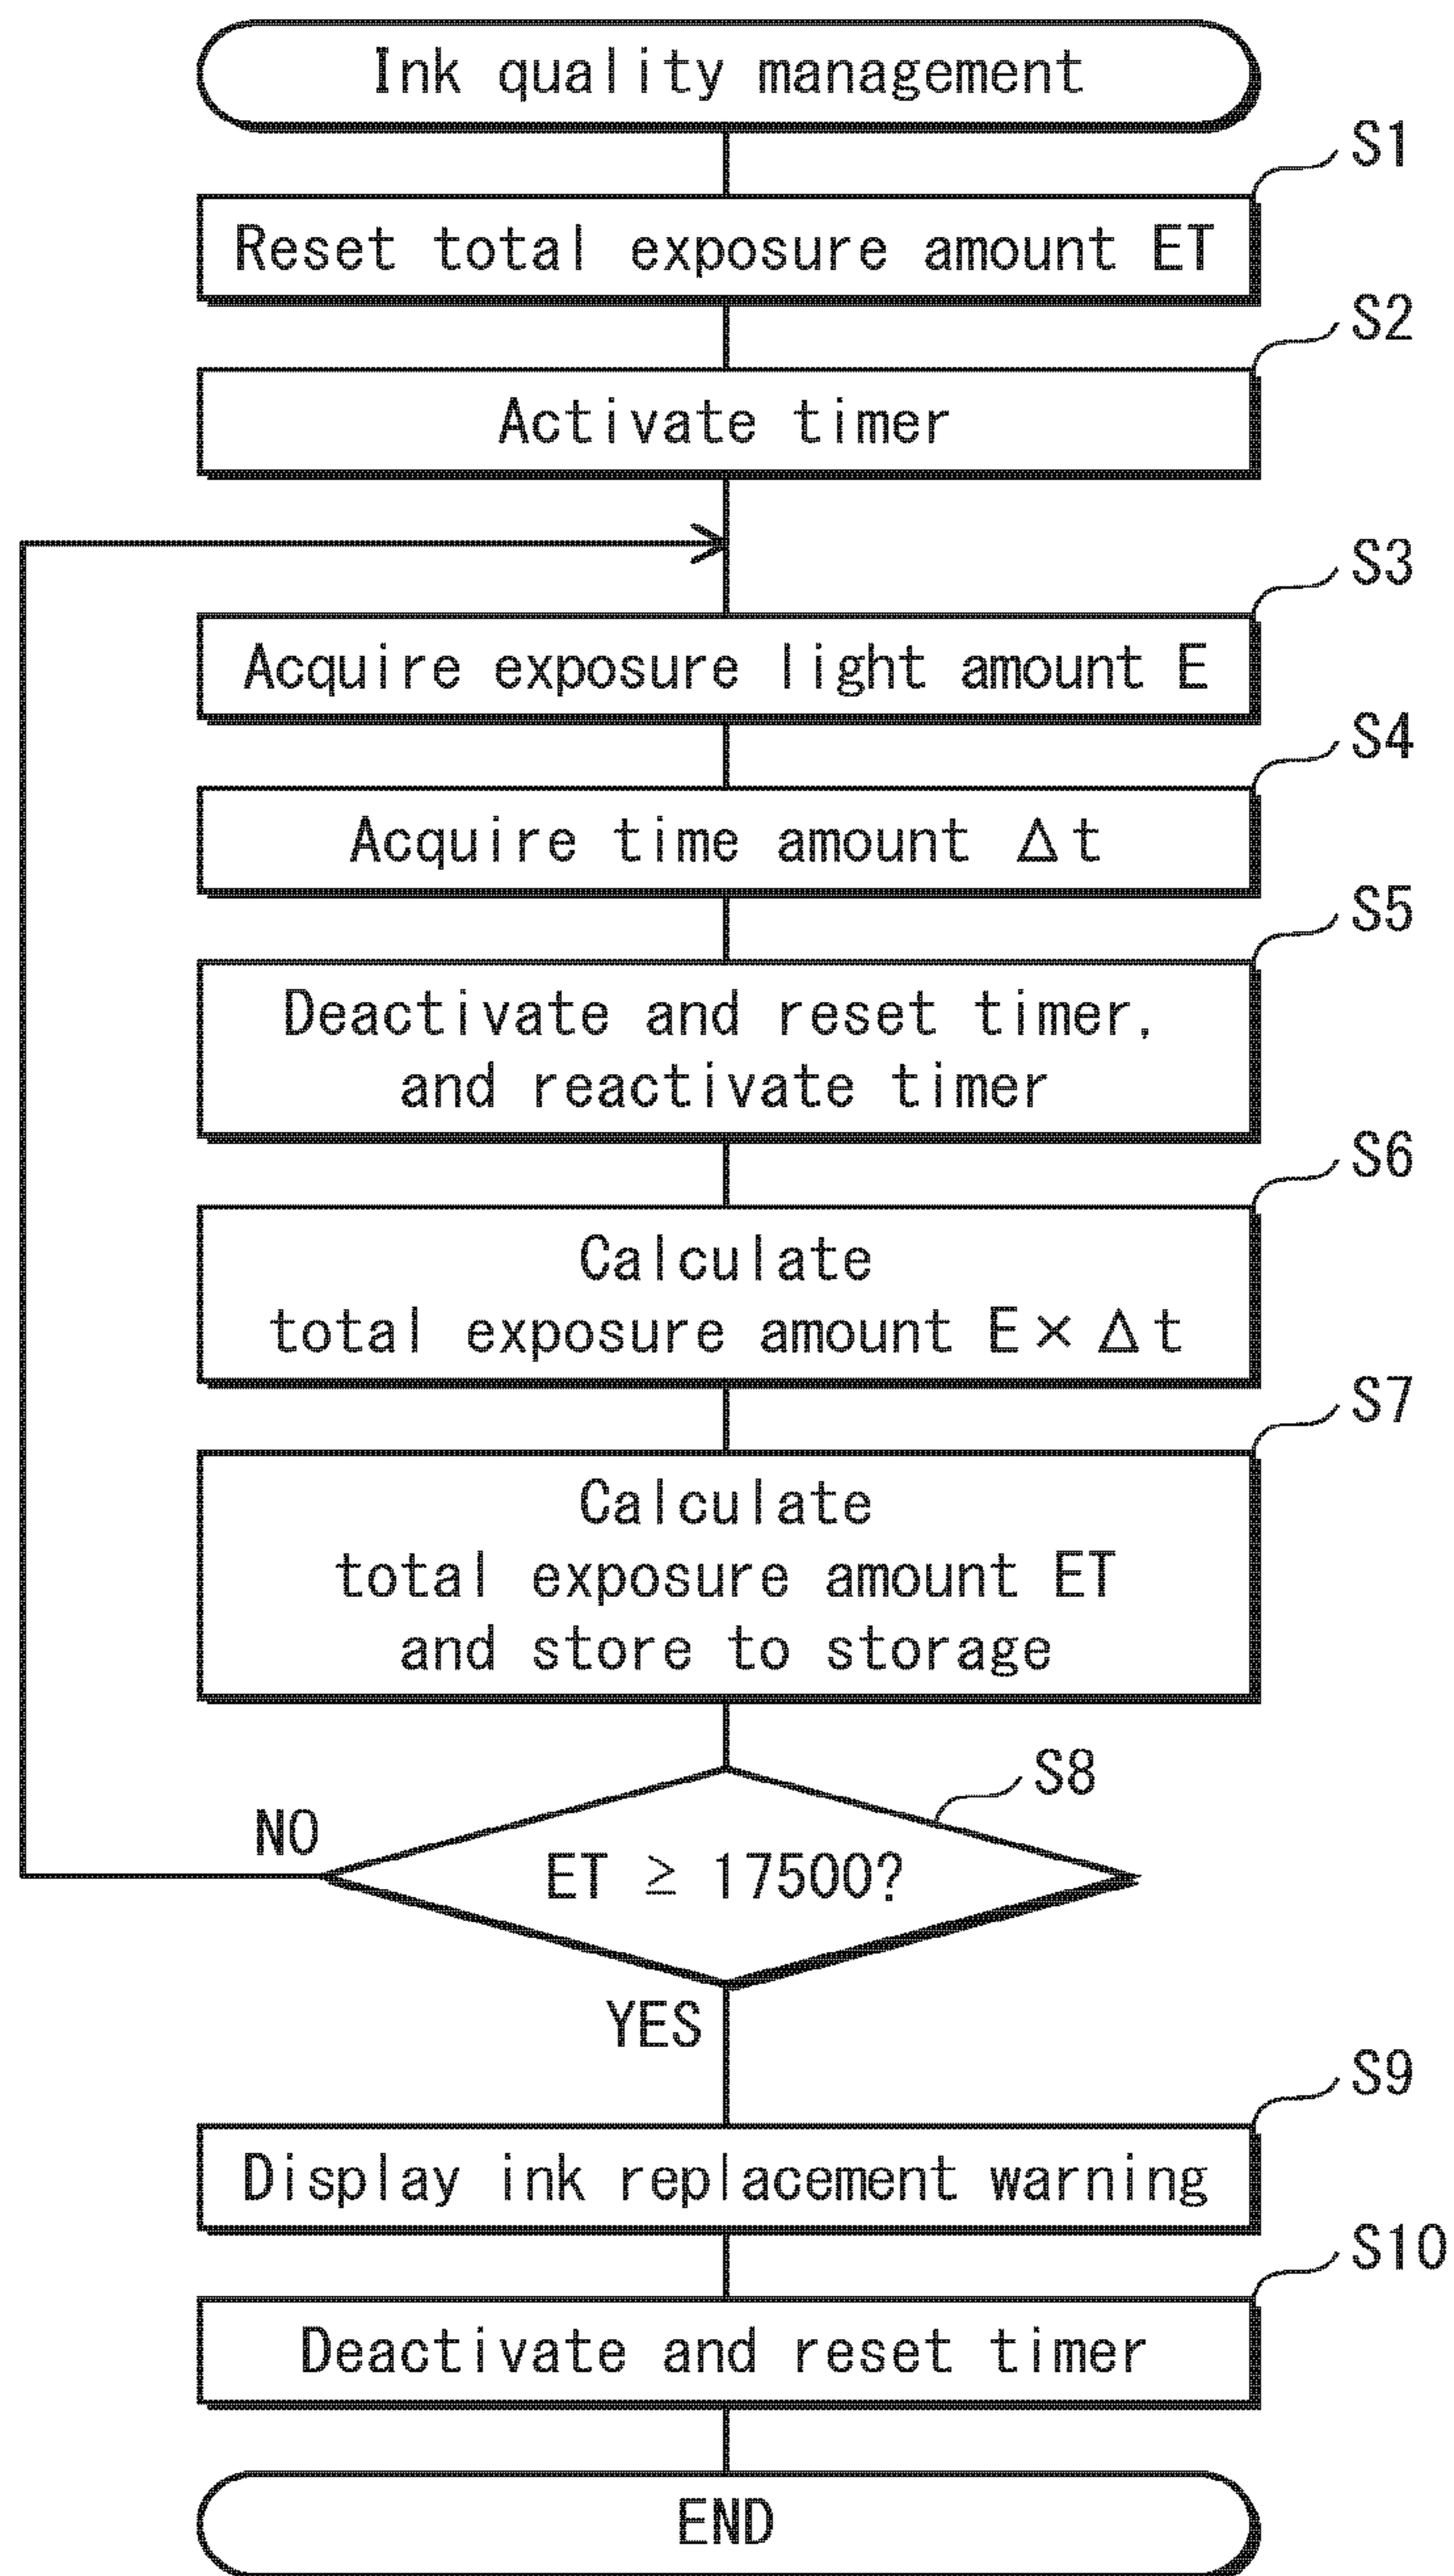 Ink quality management
S1
Reset total exposure amount ET
S2
Activate timer
S3
Acquire exposure light amount E
S4
Acquire time amount Δt
S5
Deactivate and reset timer,
and reactivate timer
S6
Calculate
total exposure amount E×Δt
S7
Calculate
total exposure amount ET
and store to storage
S8
NO
ET ≧ 17500?
YES
S9
Display ink replacement warning
S10
Deactivate and reset timer
END